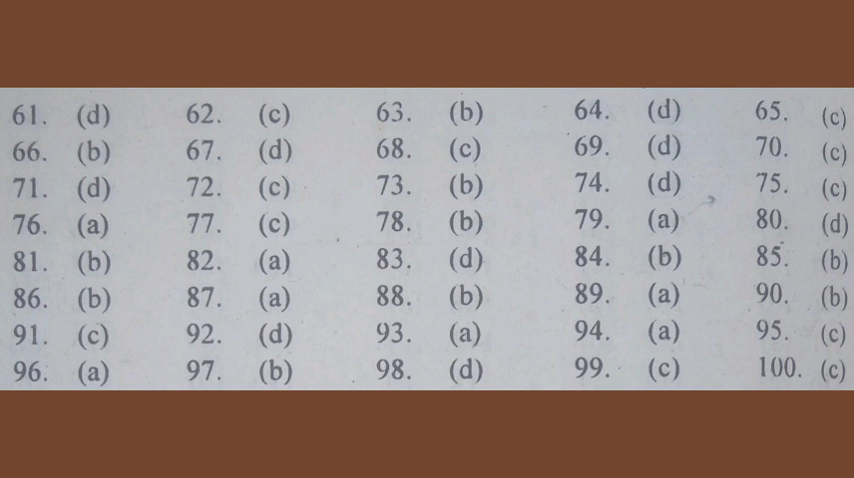 61. (d) 62. (c) 63. (b) 64. (d) 65. (c)
66. (b) 67. (d) 68. (c) 69. (d) 70. (c)
71. (d) 72. (c) 73. (b) 74. (d) 75. (c)
76. (a) 77. (c) 78. (b) 79. (a) 80. (d)
81. (b) 82. (a) 83. (d) 84. (b) 85. (b)
86. (b) 87. (a) 88. (b) 89. (a) 90. (b)
91. (c) 92. (d) 93. (a) 94. (a) 95. (c)
96. (a) 97. (b) 98. (d) 99. (c) 100. (c)